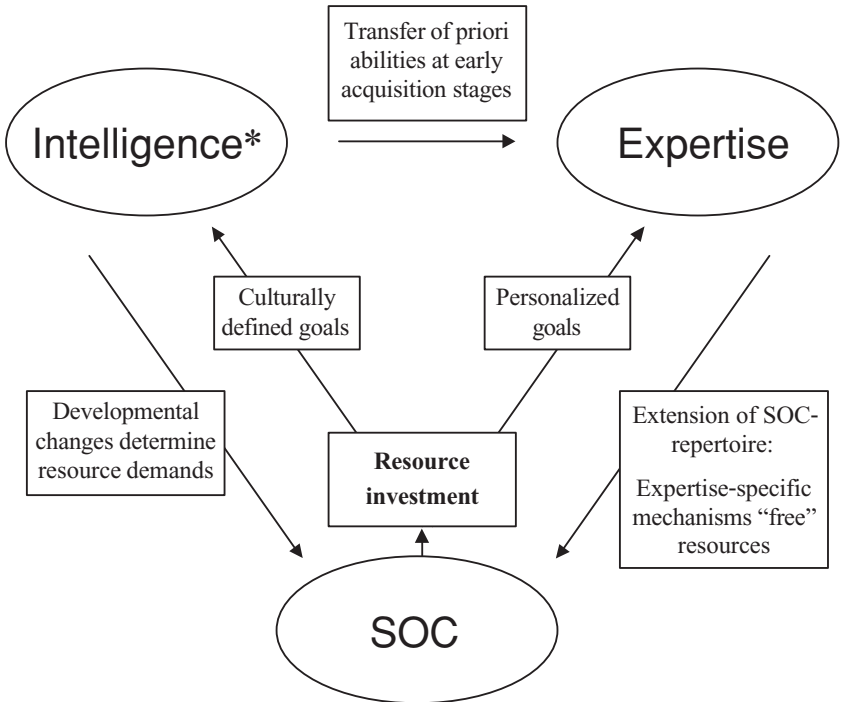 Transfer of priori
abilities at early
acquisition stages
Intelligence*
Expertise
Culturally
defined goals
Personalized
goals
Developmental
changes determine
resource demands
Resource
investment
Extension of SOC-
repertoire:
Expertise-specific
mechanisms “free”
resources
SOC